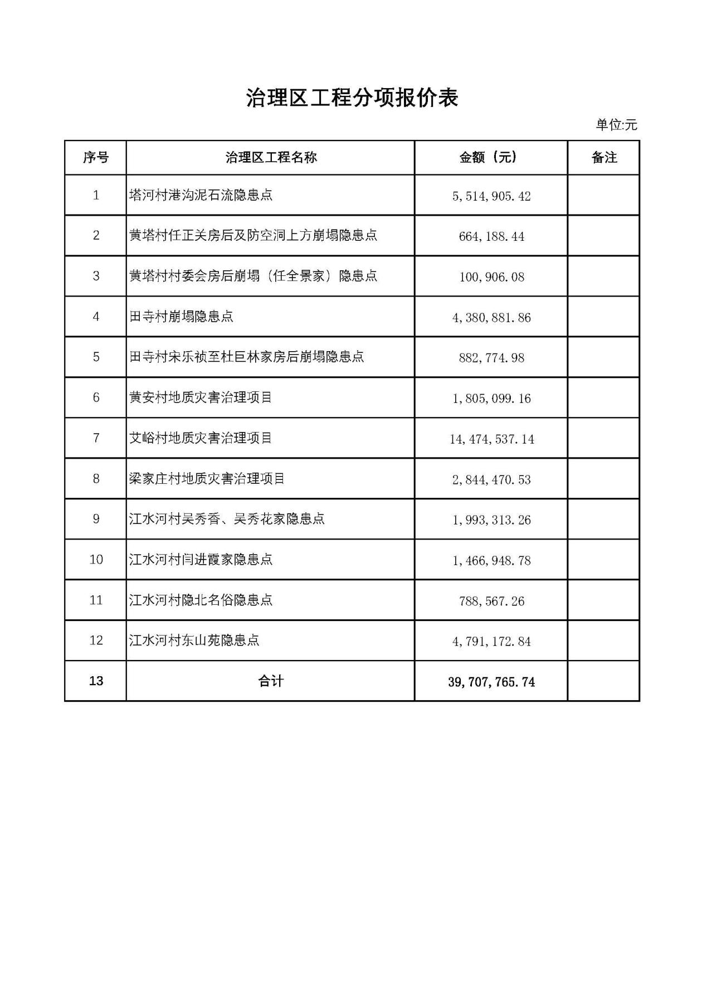 治理区工程分项报价表
单位:元
序号 治理区工程名称 金额（元） 备注
1 塔河村港沟泥石流隐患点 5,514,905.42
2 黄塔村任正关房后及防空洞上方崩塌隐患点 664,188.44
3 黄塔村村委会房后崩塌（任全景家）隐患点 100,906.08
4 田寺村崩塌隐患点 4,380,881.86
5 田寺村宋乐祯至杜巨林家房后崩塌隐患点 882,774.98
6 黄安村地质灾害治理项目 1,805,099.16
7 艾峪村地质灾害治理项目 14,474,537.14
8 梁家庄村地质灾害治理项目 2,844,470.53
9 江水河村吴秀香、吴秀花家隐患点 1,993,313.26
10 江水河村闫进霞家隐患点 1,466,948.78
11 江水河村隐北名俗隐患点 788,567.26
12 江水河村东山苑隐患点 4,791,172.84
13 合计 39,707,765.74